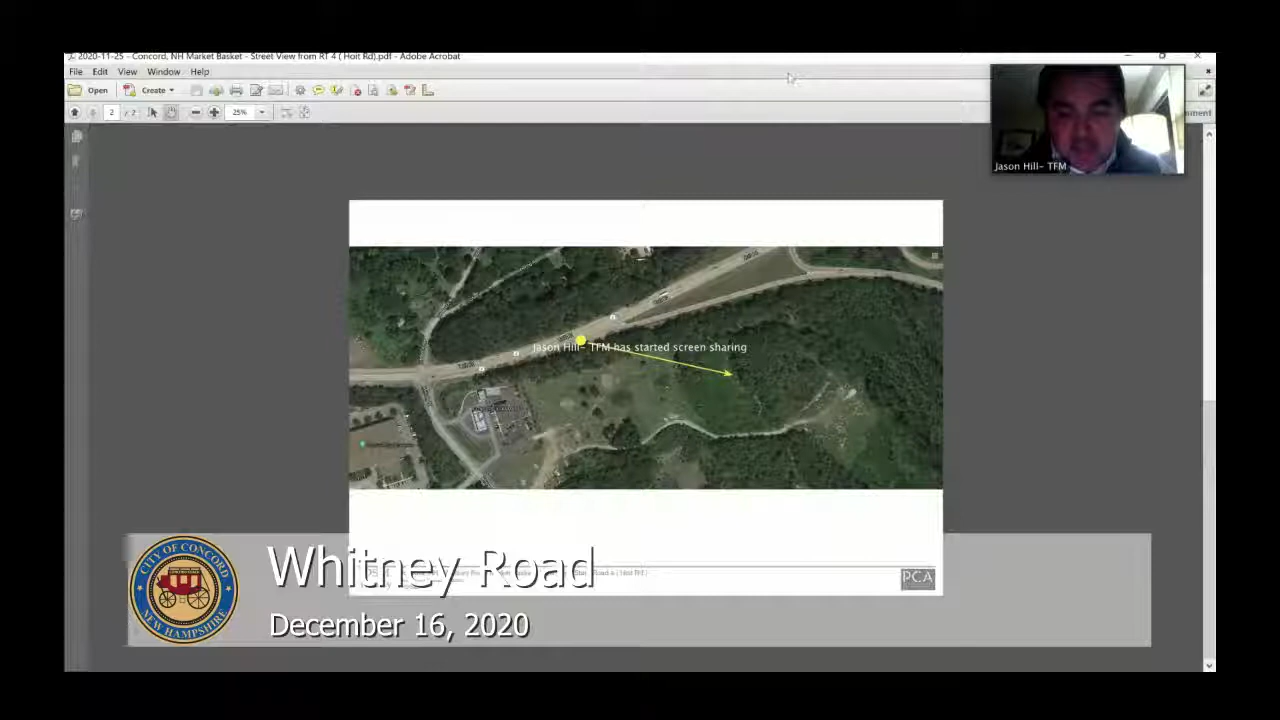 2020-11-25 - Concord, NH Market Basket - Street View from RT 4 ( Hoit Rd).pdf - Adobe Acrobat
File Edit View Window Help
Open Create
2 / 2 25%
ment
Jason Hill- TFM
Jason Hill- TFM has started screen sharing
PCA
CITY OF CONCORD
NEW HAMPSHIRE
Whitney Road
December 16, 2020